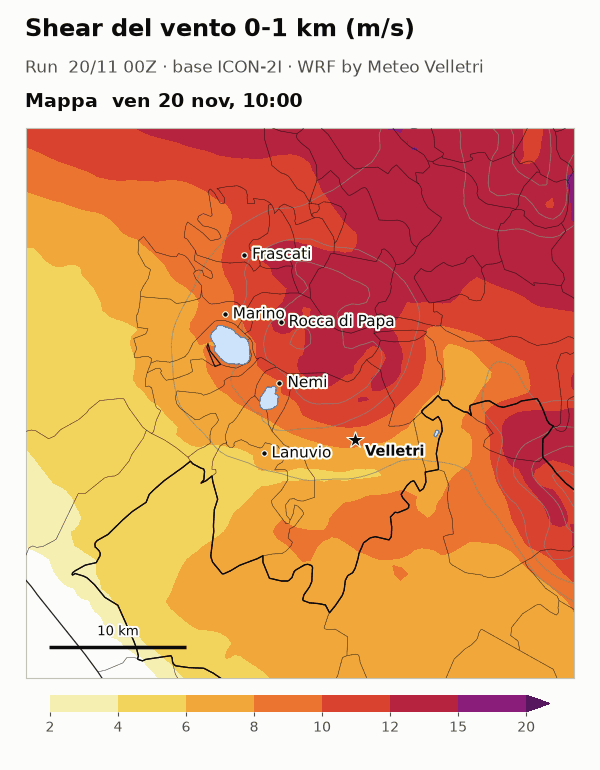 Shear del vento 0-1 km (m/s)
Run  20/11 00Z · base ICON-2I · WRF by Meteo Velletri
Mappa  ven 20 nov, 10:00
Frascati
Marino
Rocca di Papa
Nemi
Velletri
Lanuvio
10 km
2 4 6 8 10 12 15 20